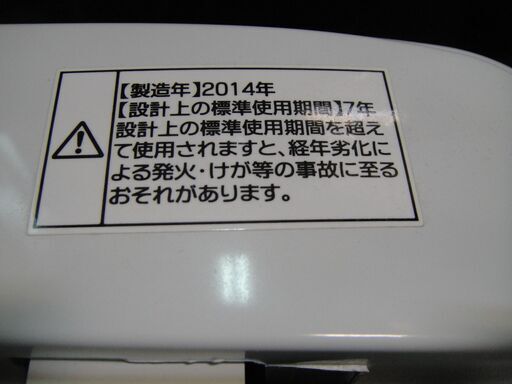 【製造年】2014年
【設計上の標準使用期間】7年
設計上の標準使用期間を超え
て使用されますと、経年劣化に
よる発火・けが等の事故に至る
おそれがあります。